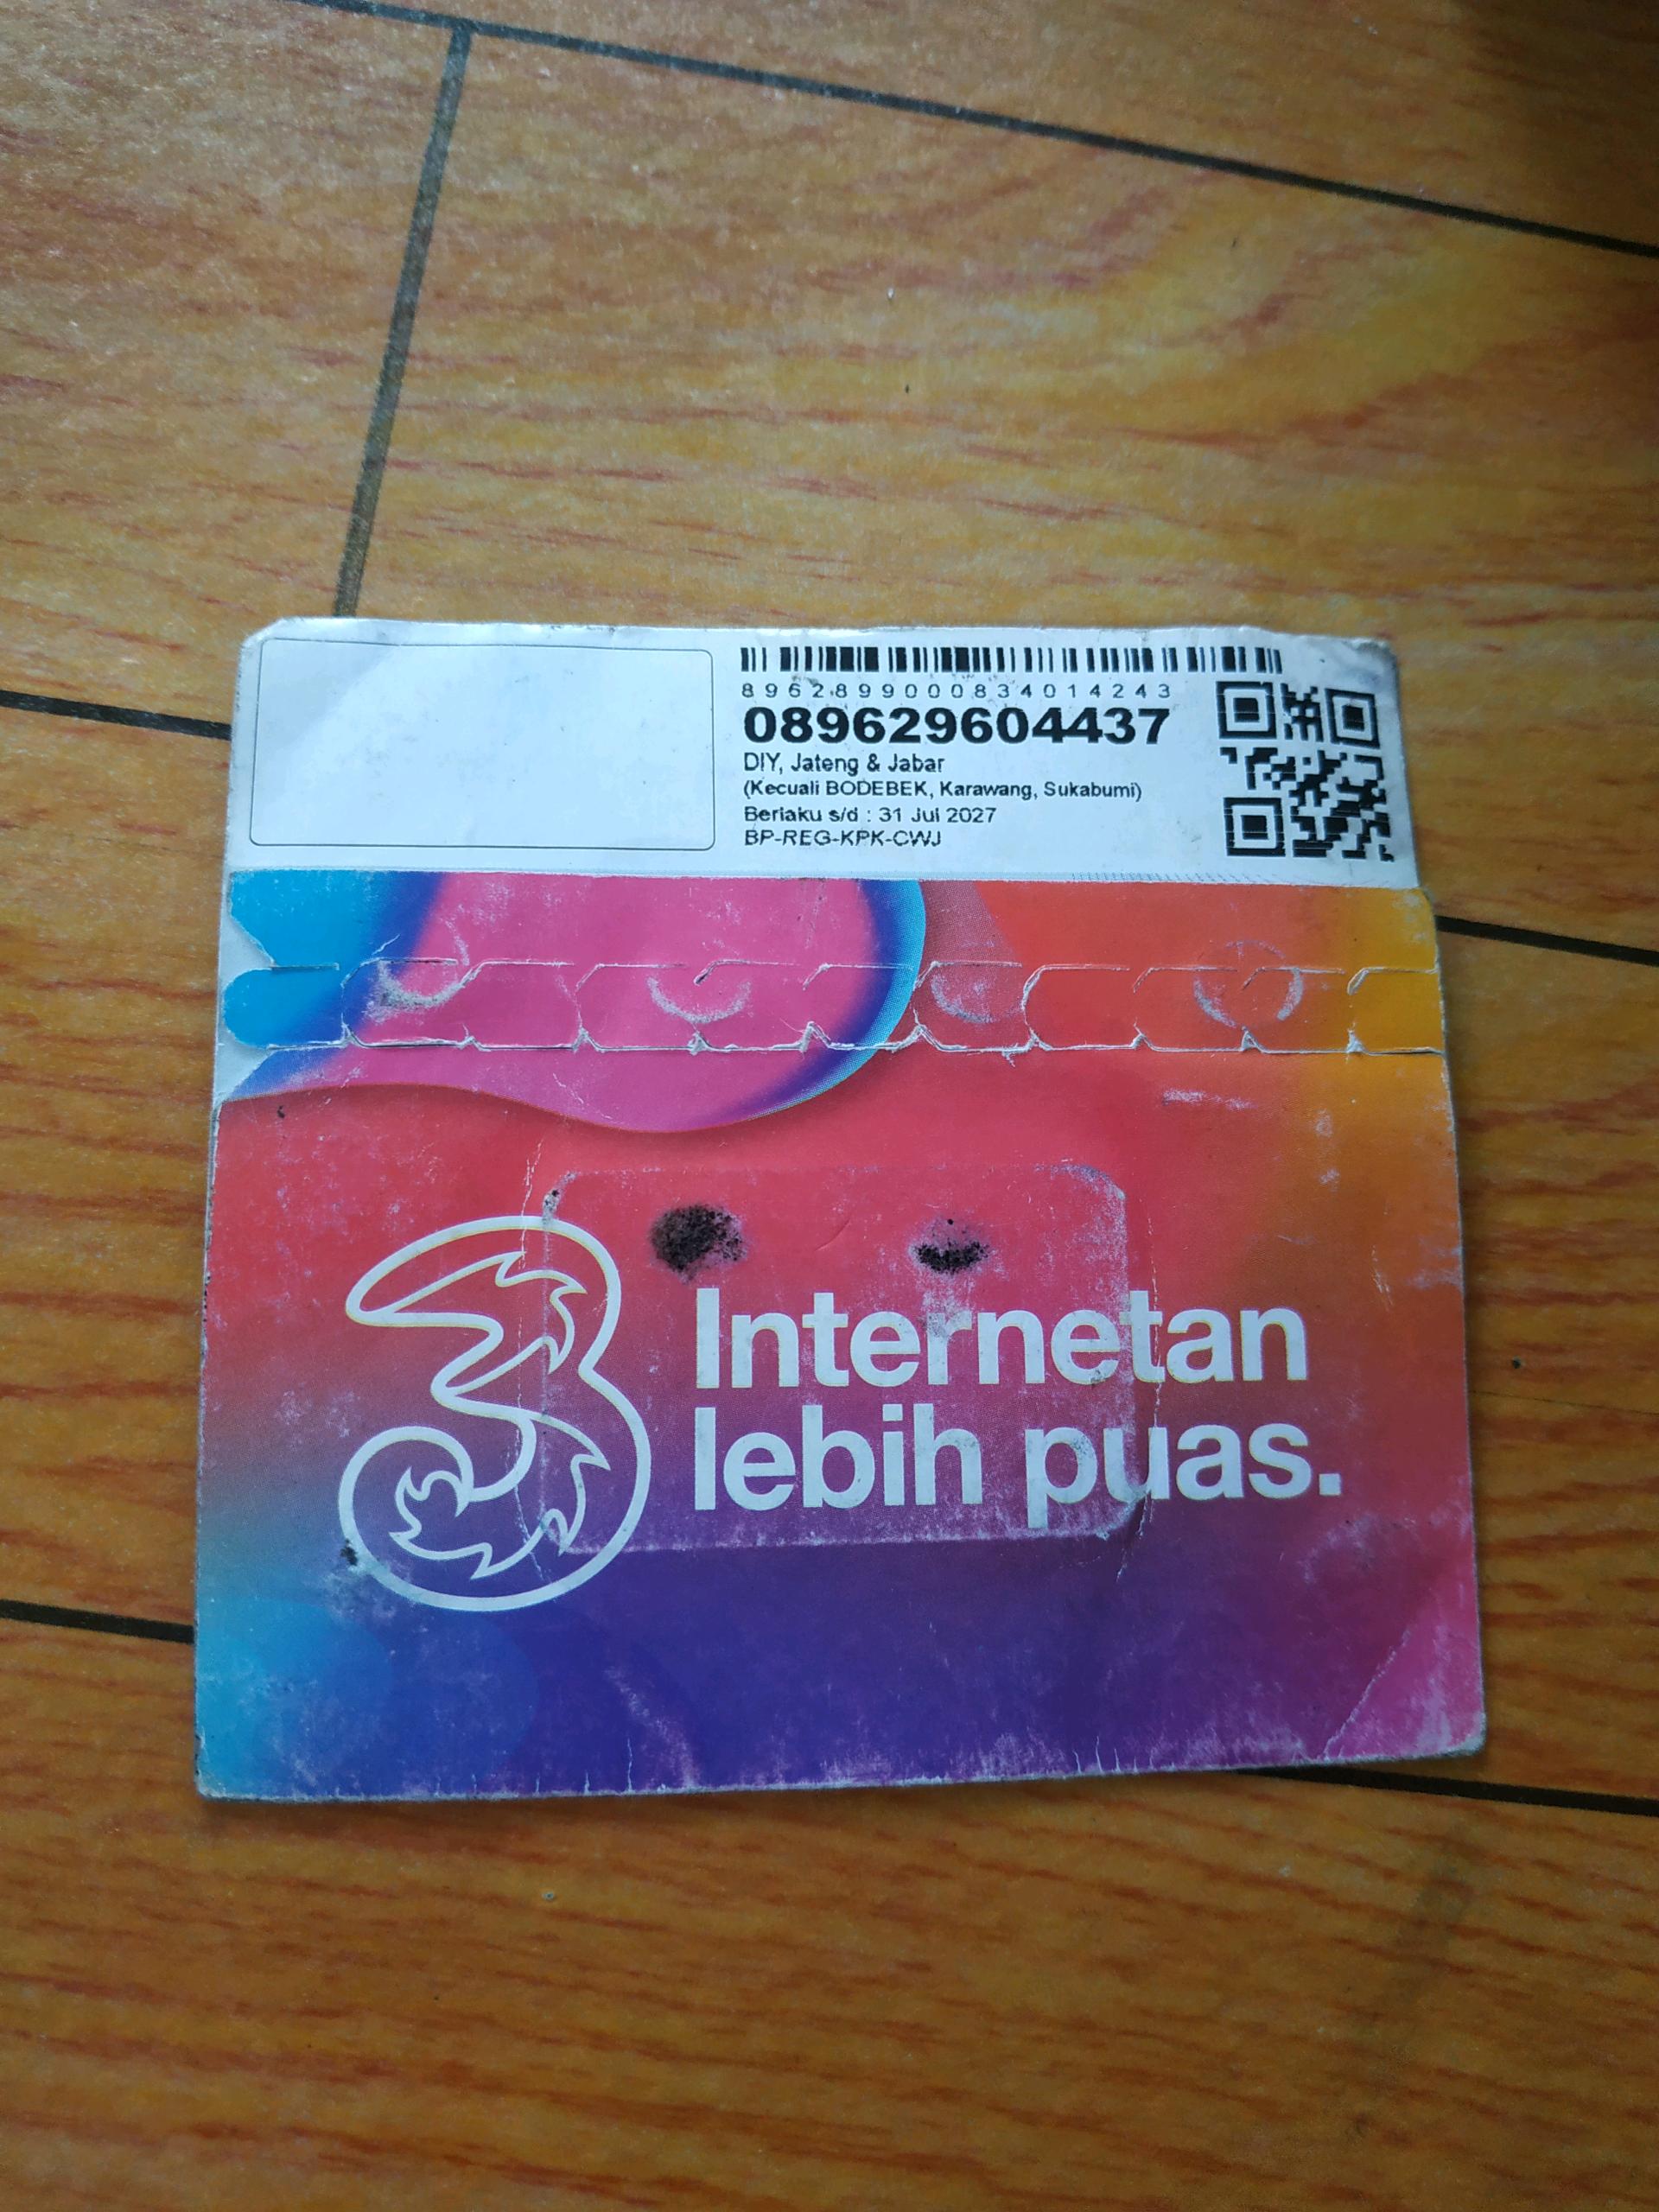 8962899000834014243
089629604437
DIY, Jateng & Jabar
(Kecuali BODEBEK, Karawang, Sukabumi)
Berlaku s/d : 31 Jul 2027
BP-REG-KPK-CWJ
3
Internetan
lebih puas.